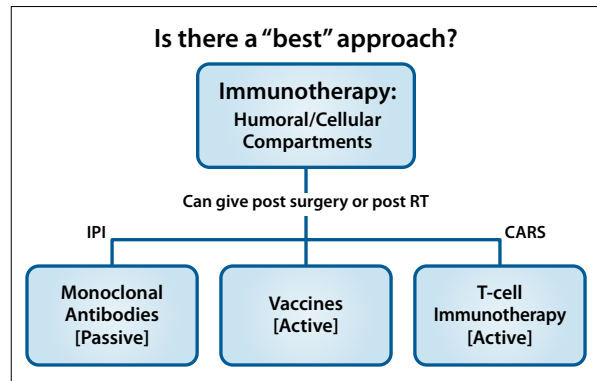 Is there a “best” approach?
Immunotherapy:
Humoral/Cellular
Compartments
Can give post surgery or post RT
IPI
CARS
Monoclonal
Antibodies
[Passive]
Vaccines
[Active]
T-cell
Immunotherapy
[Active]